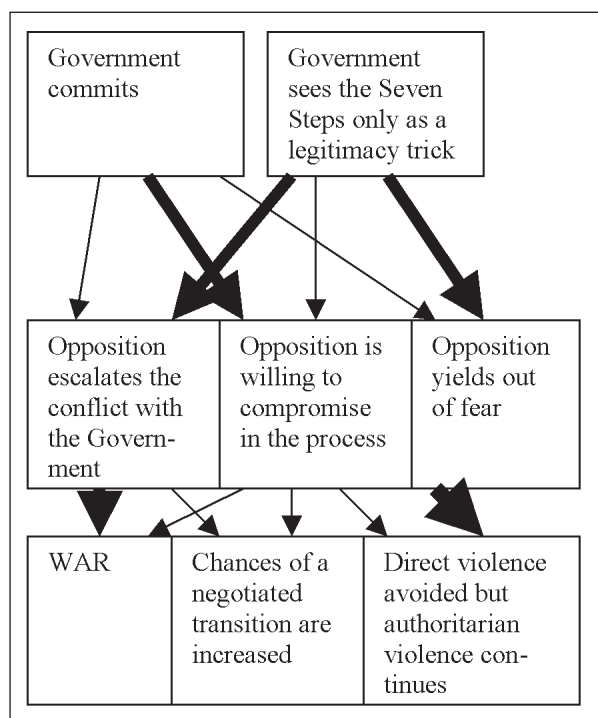 Government
commits
Government
sees the Seven
Steps only as a
legitimacy trick
Opposition
escalates the
conflict with
the Govern-
ment
Opposition is
willing to
compromise
in the process
Opposition
yields out
of fear
WAR
Chances of a
negotiated
transition are
increased
Direct violence
avoided but
authoritarian
violence con-
tinues